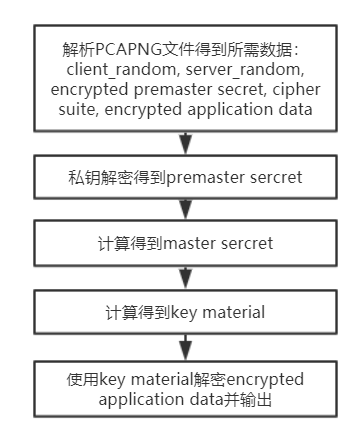 解析PCAPNG文件得到所需数据：
client_random, server_random,
encrypted premaster secret, cipher
suite, encrypted application data
私钥解密得到premaster sercret
计算得到master sercret
计算得到key material
使用key material解密encrypted
application data并输出